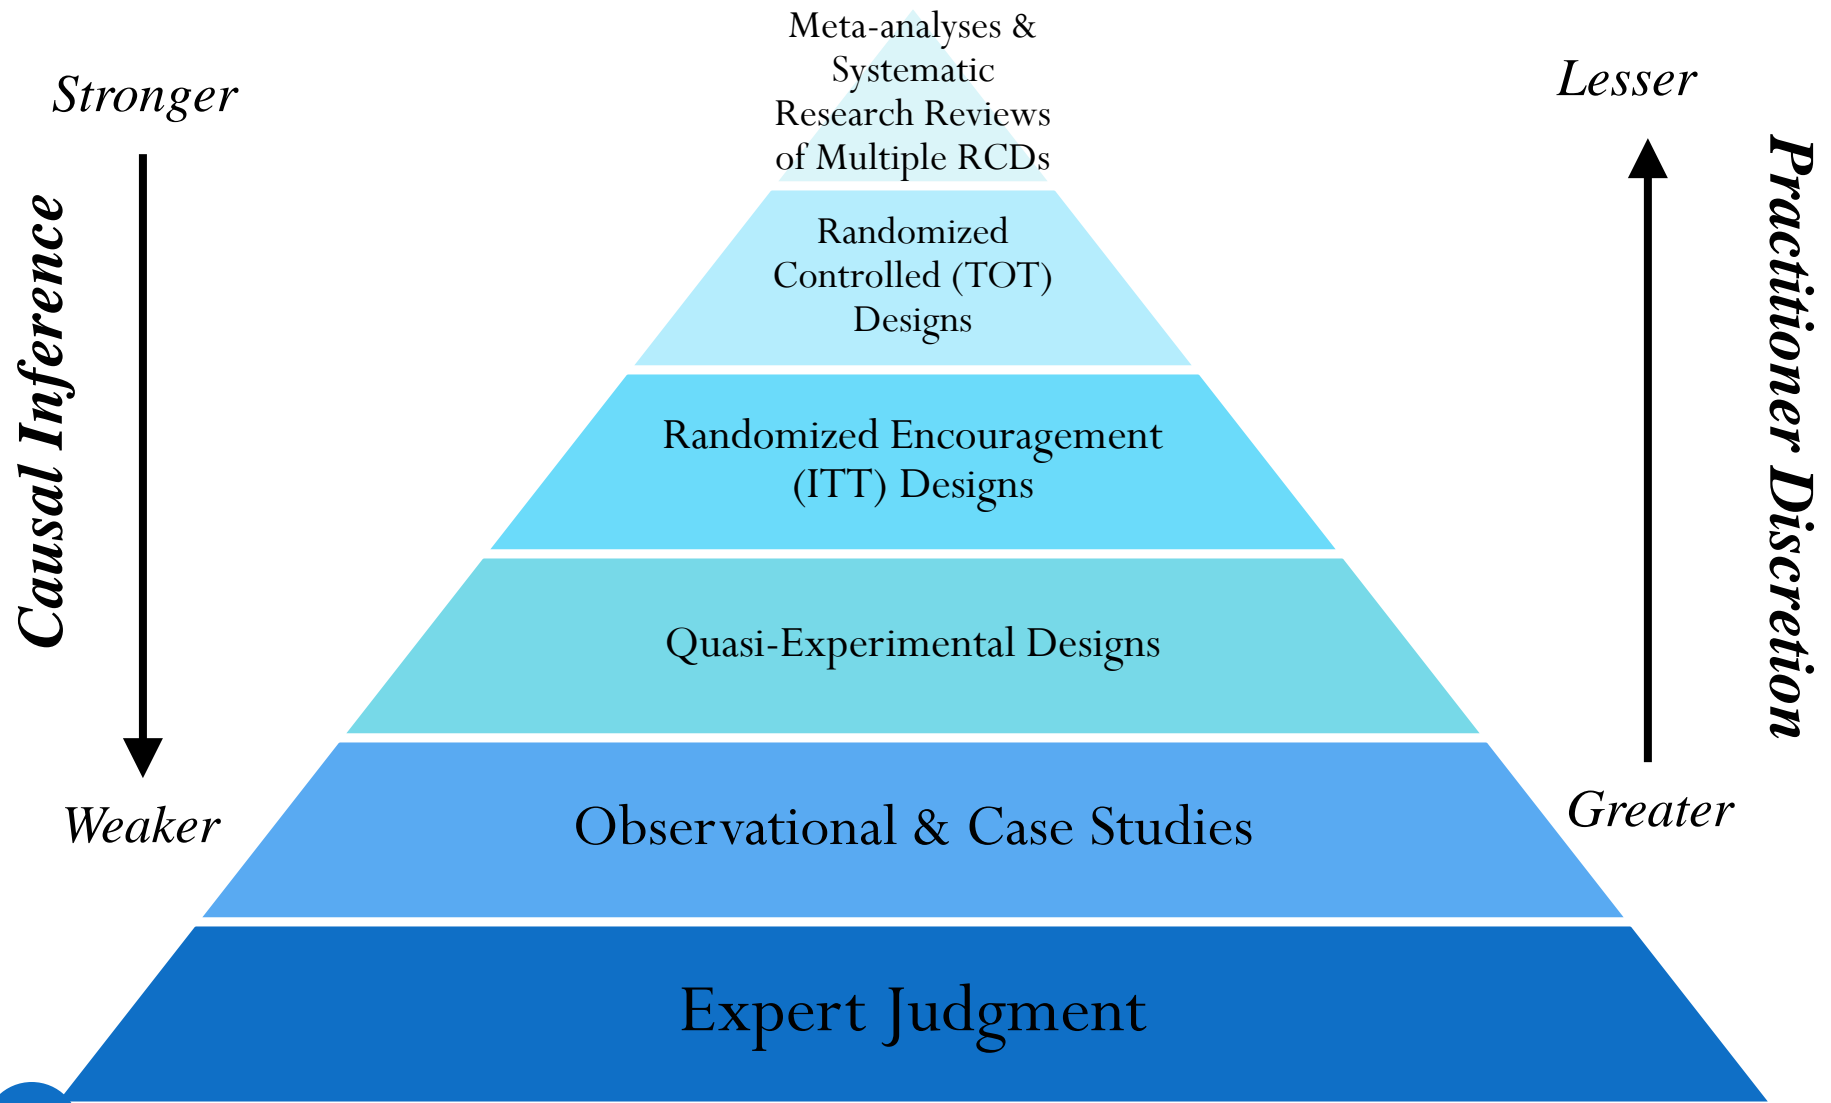 Meta-analyses &
Systematic
Research Reviews
of Multiple RCDs
Stronger
Lesser
Causal Inference
Practitioner Discretion
Randomized
Controlled (TOT)
Designs
Randomized Encouragement
(ITT) Designs
Quasi-Experimental Designs
Weaker
Greater
Observational & Case Studies
Expert Judgment